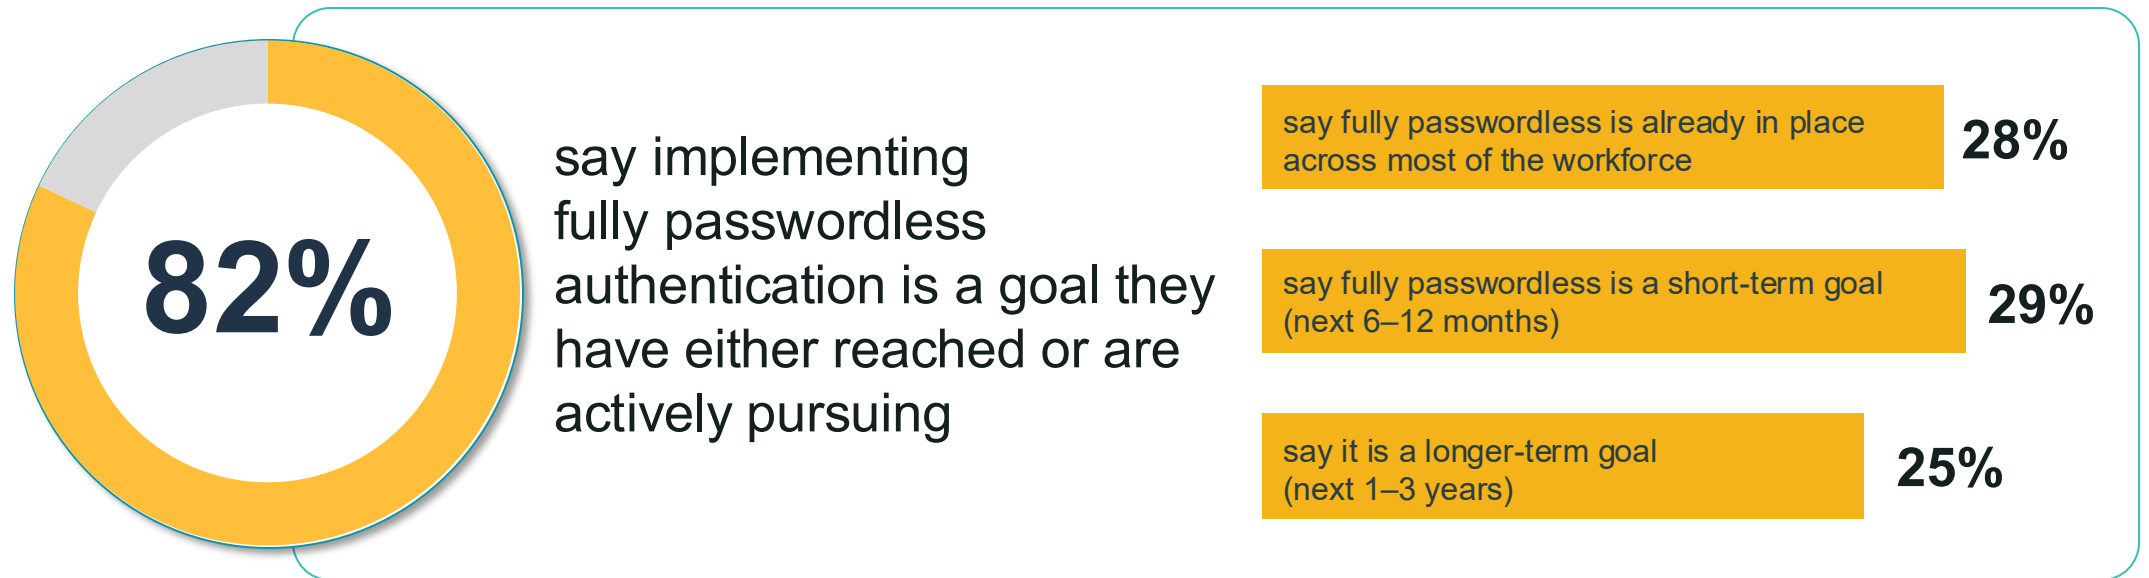 82%
say implementing
fully passwordless
authentication is a goal they
have either reached or are
actively pursuing
say fully passwordless is already in place
across most of the workforce
28%
say fully passwordless is a short-term goal
(next 6–12 months)
29%
say it is a longer-term goal
(next 1–3 years)
25%